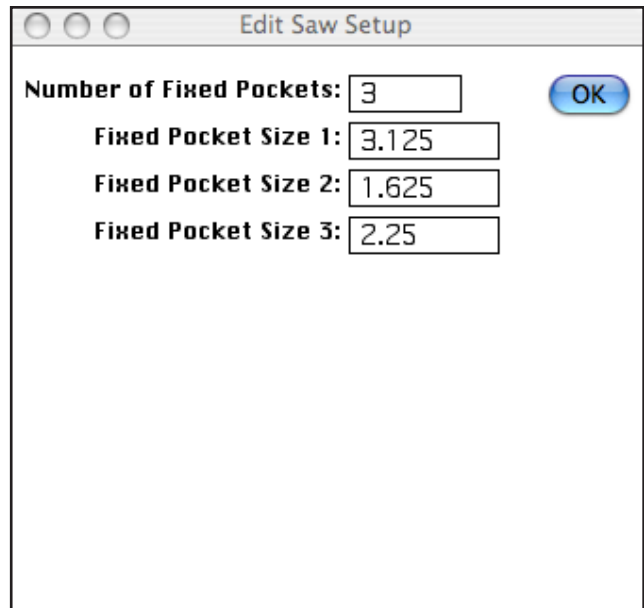 Edit Saw Setup
Number of Fixed Pockets: 3 OK
Fixed Pocket Size 1: 3.125
Fixed Pocket Size 2: 1.625
Fixed Pocket Size 3: 2.25